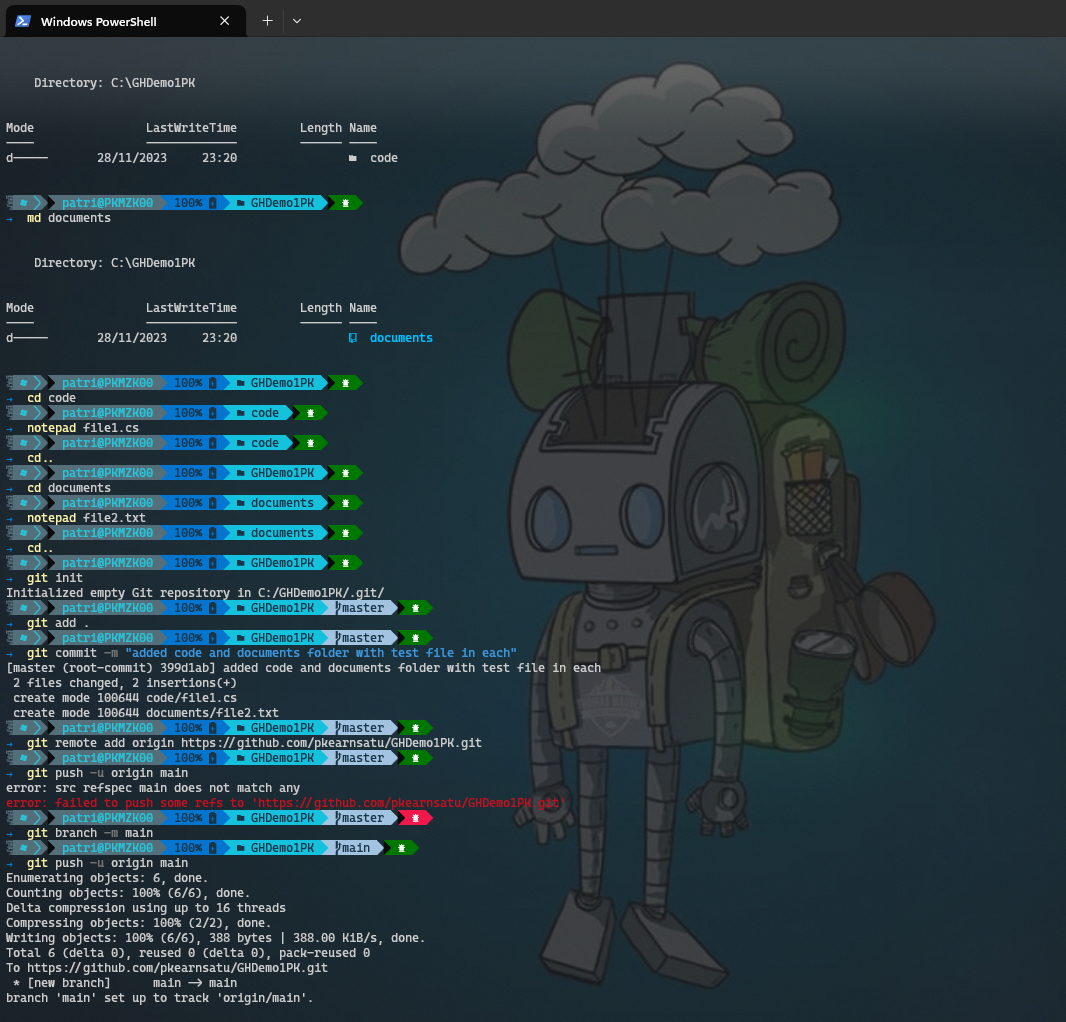 Windows PowerShell
Directory: C:\GHDemo1PK
Mode LastWriteTime Length Name
d----- 28/11/2023 23:20 code
patri@PKMZK00 100% GHDemo1PK
md documents
Directory: C:\GHDemo1PK
Mode LastWriteTime Length Name
d----- 28/11/2023 23:20 documents
patri@PKMZK00 100% GHDemo1PK
cd code
patri@PKMZK00 100% code
notepad file1.cs
patri@PKMZK00 100% code
cd..
patri@PKMZK00 100% GHDemo1PK
cd documents
patri@PKMZK00 100% documents
notepad file2.txt
patri@PKMZK00 100% documents
cd..
patri@PKMZK00 100% GHDemo1PK
git init
Initialized empty Git repository in C:/GHDemo1PK/.git/
patri@PKMZK00 100% GHDemo1PK master
git add .
patri@PKMZK00 100% GHDemo1PK master
git commit -m "added code and documents folder with test file in each"
[master (root-commit) 399d1ab] added code and documents folder with test file in each
2 files changed, 2 insertions(+)
create mode 100644 code/file1.cs
create mode 100644 documents/file2.txt
patri@PKMZK00 100% GHDemo1PK master
git remote add origin https://github.com/pkearnsatu/GHDemo1PK.git
patri@PKMZK00 100% GHDemo1PK master
git push -u origin main
error: src refspec main does not match any
error: failed to push some refs to 'https://github.com/pkearnsatu/GHDemo1PK.git'
patri@PKMZK00 100% GHDemo1PK master
git branch -m main
patri@PKMZK00 100% GHDemo1PK main
git push -u origin main
Enumerating objects: 6, done.
Counting objects: 100% (6/6), done.
Delta compression using up to 16 threads
Compressing objects: 100% (2/2), done.
Writing objects: 100% (6/6), 388 bytes | 388.00 KiB/s, done.
Total 6 (delta 0), reused 0 (delta 0), pack-reused 0
To https://github.com/pkearnsatu/GHDemo1PK.git
* [new branch] main -> main
branch 'main' set up to track 'origin/main'.